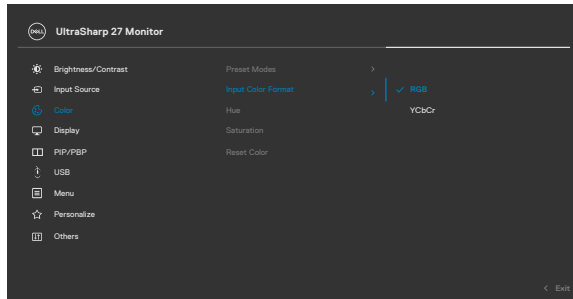 DELL UltraSharp 27 Monitor
Brightness/Contrast Preset Modes
Input Source Input Color Format RGB
Color Hue YCbCr
Display Saturation
PIP/PBP Reset Color
USB
Menu
Personalize
Others
Exit